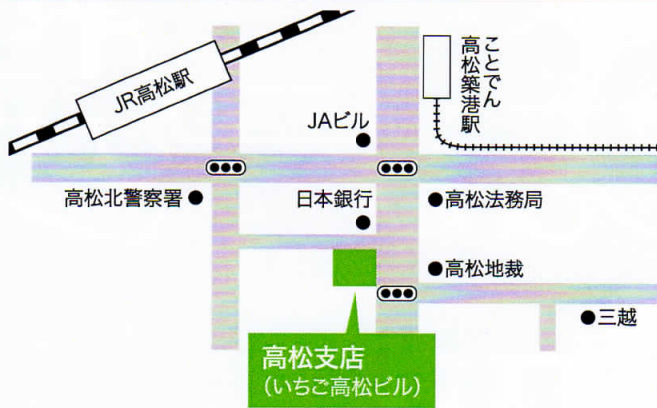 JR高松駅
ことでん
高松築港駅
JAビル
高松北警察署
日本銀行
高松法務局
高松地裁
三越
高松支店
(いちご高松ビル)